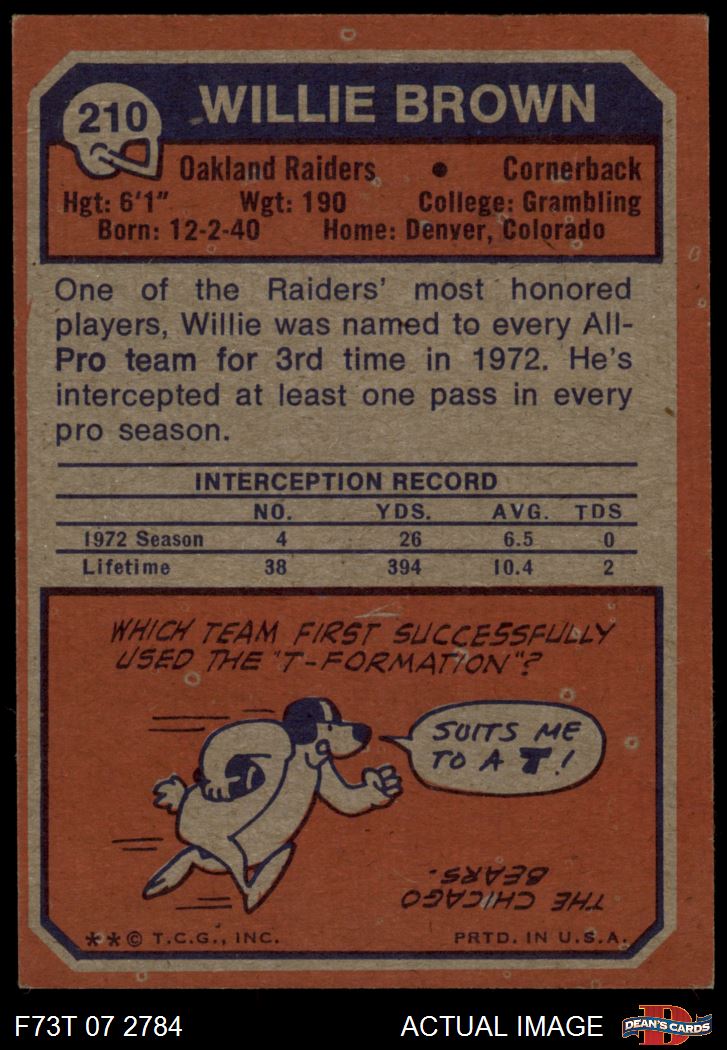 210
WILLIE BROWN
Oakland Raiders • Cornerback
Hgt: 6'1" Wgt: 190 College: Grambling
Born: 12-2-40 Home: Denver, Colorado
One of the Raiders' most honored
players, Willie was named to every All-
Pro team for 3rd time in 1972. He's
intercepted at least one pass in every
pro season.
INTERCEPTION RECORD
NO. YDS. AVG. TDS
1972 Season 4 26 6.5 0
Lifetime 38 394 10.4 2
WHICH TEAM FIRST SUCCESSFULLY
USED THE "T-FORMATION"?
SUITS ME
TO A T!
THE CHICAGO
BEARS.
**© T.C.G., INC. PRTD. IN U.S.A.
F73T 07 2784 ACTUAL IMAGE
D
DEAN'S CARDS